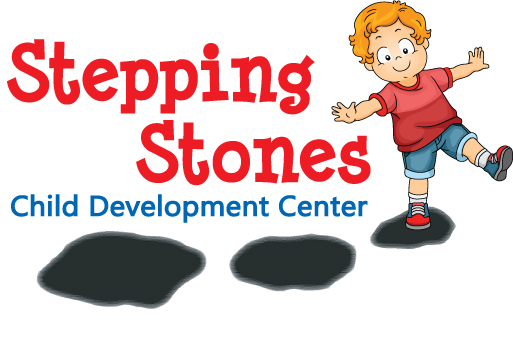 Stepping
Stones
Child Development Center